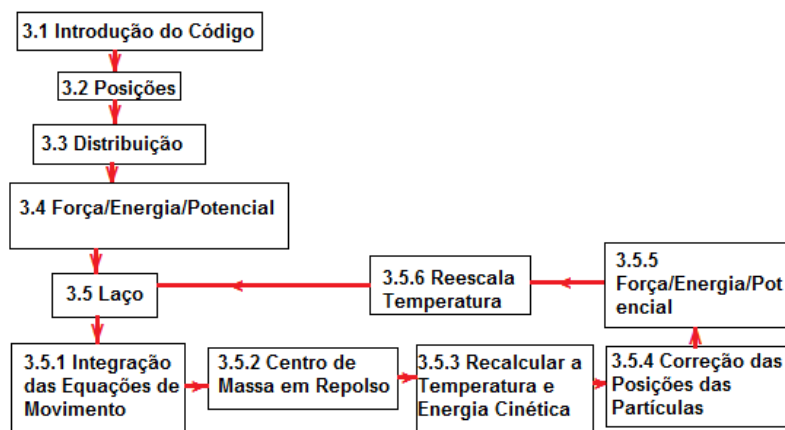 3.1 Introdução do Código
3.2 Posições
3.3 Distribuição
3.4 Força/Energia/Potencial
3.5 Laço
3.5.1 Integração
das Equações de
Movimento
3.5.2 Centro de
Massa em Repolso
3.5.3 Recalcular a
Temperatura e
Energia Cinética
3.5.4 Correção das
Posições das
Partículas
3.5.5
Força/Energia/Pot
encial
3.5.6 Reescala
Temperatura